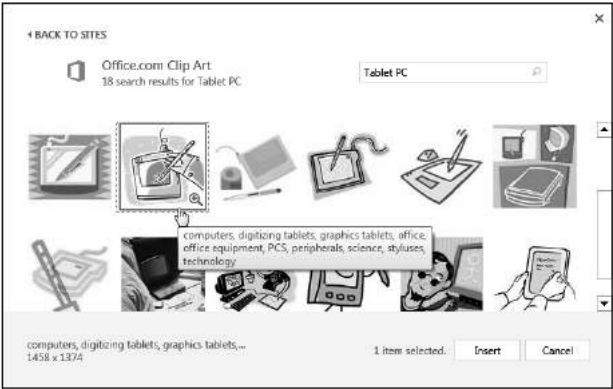 BACK TO SITES
Office.com Clip Art
18 search results for Tablet PC
Tablet PC
computers, digitizing tablets, graphics tablets, office,
office equipment, PCS, peripherals, science, styluses,
technology
computers, digitizing tablets, graphics tablets,...
1458 x 1374
1 item selected.
Insert
Cancel